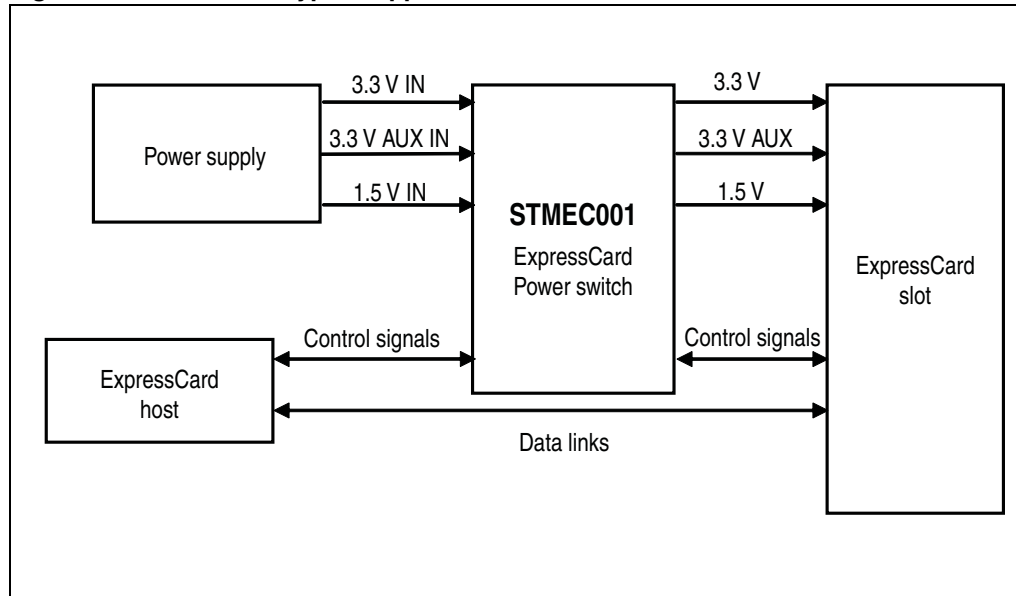 3.3 V IN
3.3 V AUX IN
1.5 V IN
Power supply
STMEC001
ExpressCard
Power switch
3.3 V
3.3 V AUX
1.5 V
ExpressCard
slot
Control signals
Control signals
ExpressCard
host
Data links